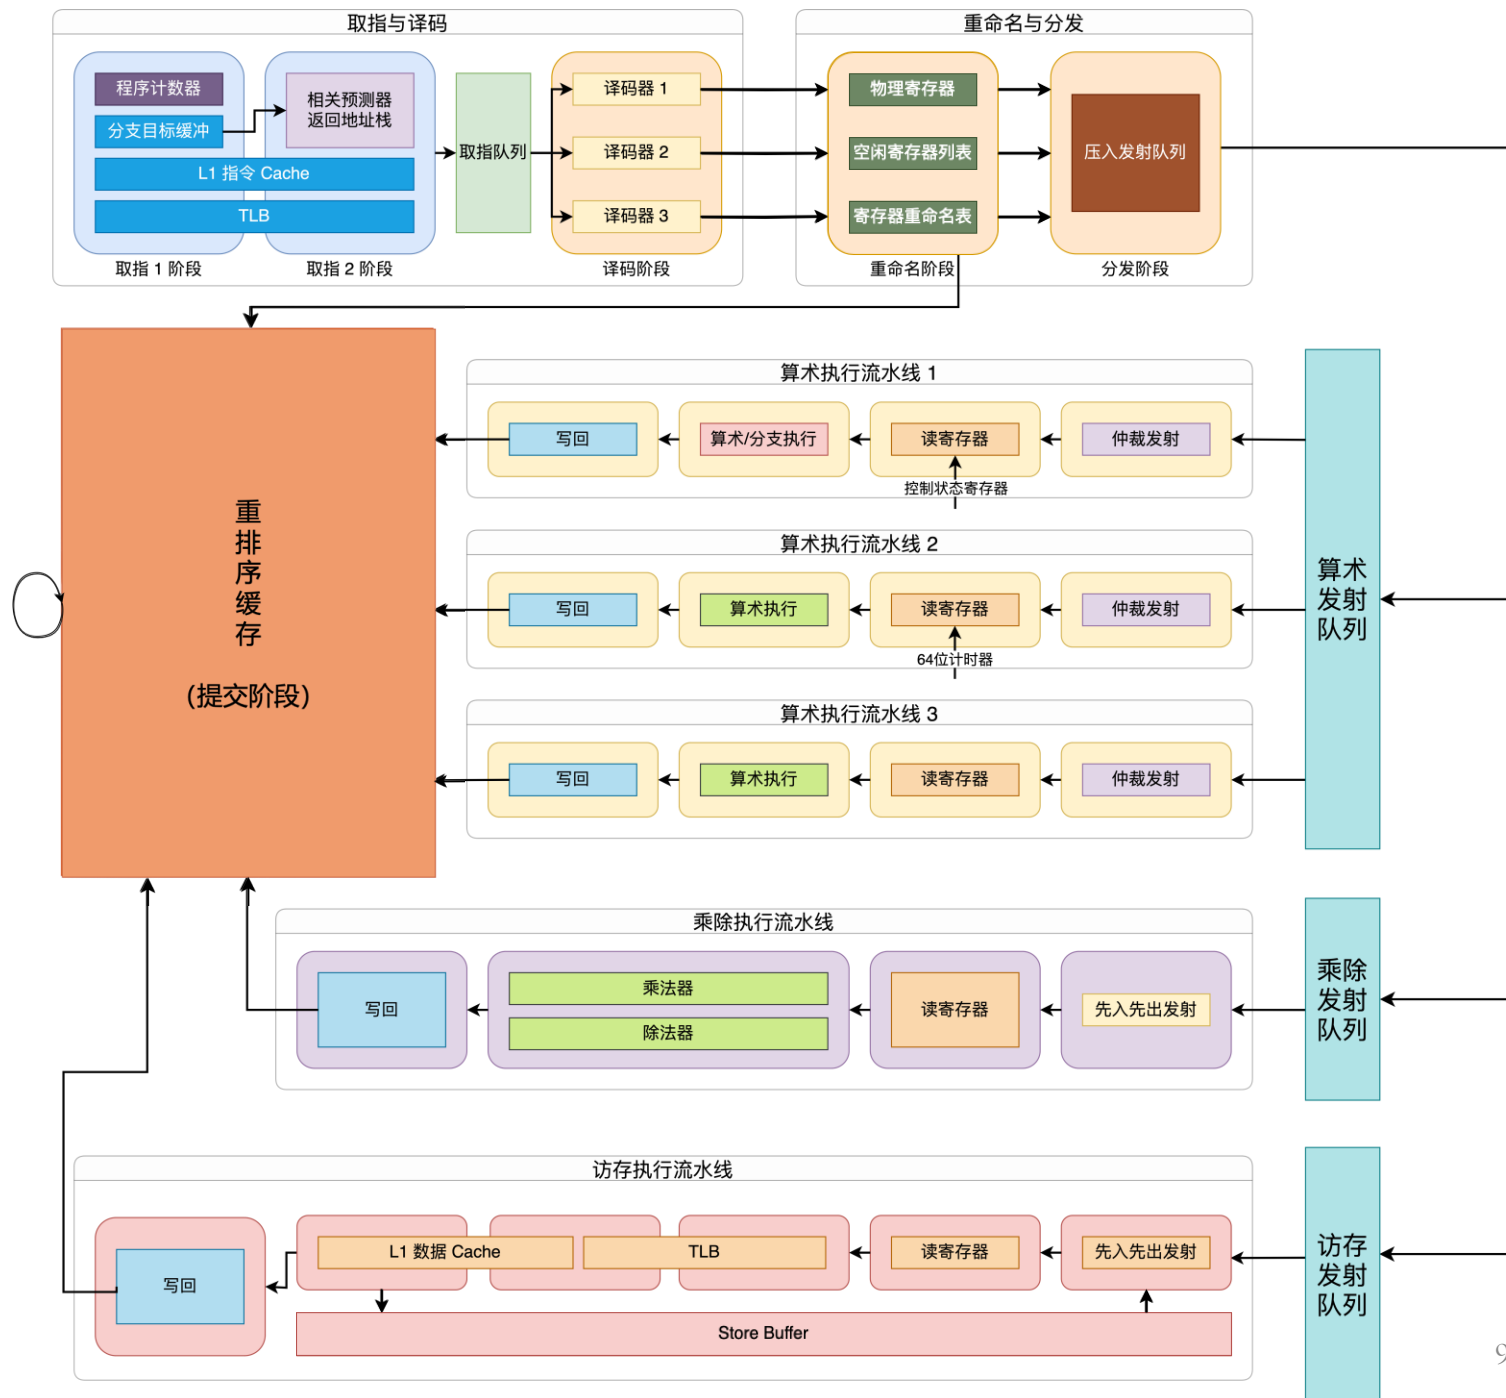 取指与译码
重命名与分发
程序计数器
分支目标缓冲
相关预测器
返回地址栈
L1 指令 Cache
TLB
取指队列
译码器 1
译码器 2
译码器 3
物理寄存器
空闲寄存器列表
寄存器重命名表
压入发射队列
取指 1 阶段
取指 2 阶段
译码阶段
重命名阶段
分发阶段
重
排
序
缓
存
（提交阶段）
算术执行流水线 1
写回
算术/分支执行
读寄存器
仲裁发射
控制状态寄存器
算术执行流水线 2
写回
算术执行
读寄存器
仲裁发射
64位计时器
算术执行流水线 3
写回
算术执行
读寄存器
仲裁发射
算术
发射
队列
乘除执行流水线
写回
乘法器
除法器
读寄存器
先入先出发射
乘除
发射
队列
访存执行流水线
写回
L1 数据 Cache
TLB
读寄存器
先入先出发射
Store Buffer
访存
发射
队列
9